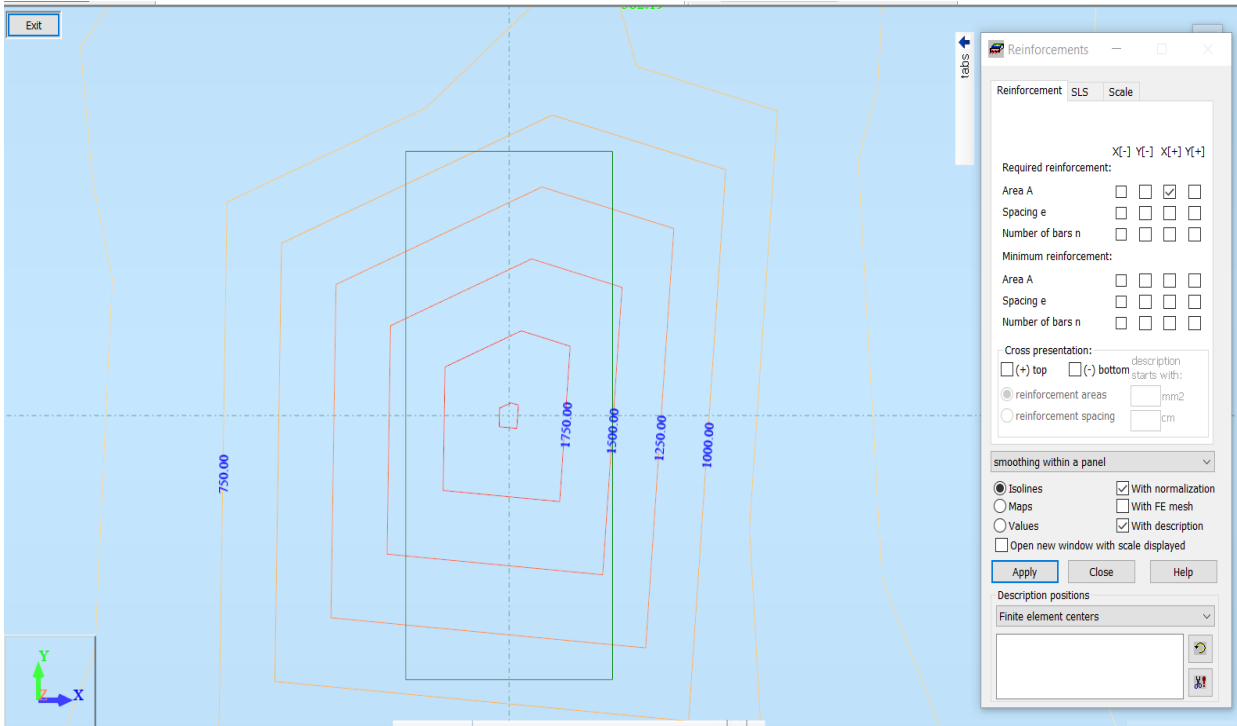 Exit
tabs
Reinforcements
Reinforcement SLS Scale
X[-] Y[-] X[+] Y[+]
Required reinforcement:
Area A
Spacing e
Number of bars n
Minimum reinforcement:
Area A
Spacing e
Number of bars n
Cross presentation:
(+) top (-) bottom description starts with:
reinforcement areas mm2
reinforcement spacing cm
smoothing within a panel
Isolines With normalization
Maps With FE mesh
Values With description
Open new window with scale displayed
Apply Close Help
Description positions
Finite element centers
750.00
1750.00
1500.00
1250.00
1000.00
Y
Z
X